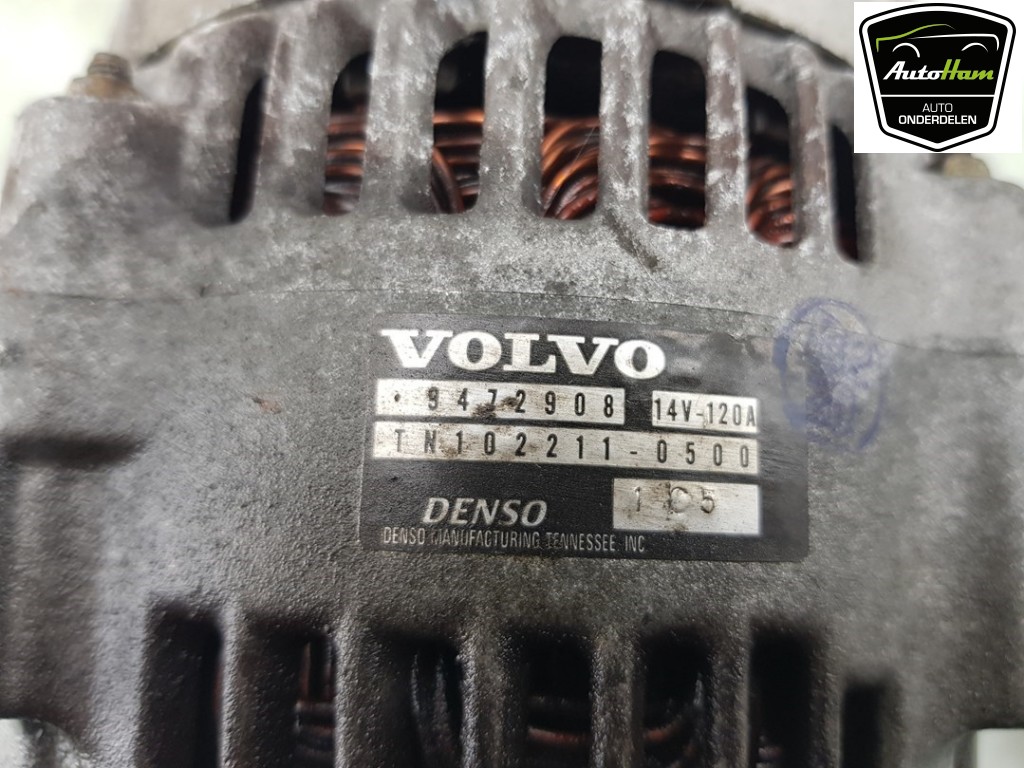 AutoHam
AUTO
ONDERDELEN
VOLVO
•9472908 14V-120A
TN102211-0500
DENSO 1C5
DENSO MANUFACTURING TENNESSEE, INC